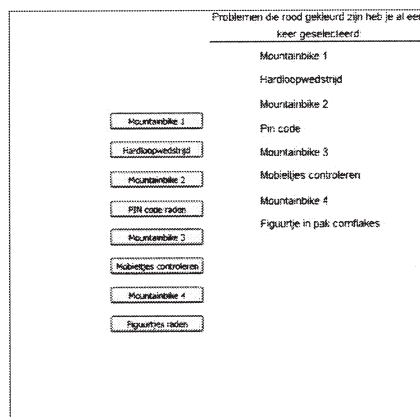 Problemen die rood gekleurd zijn heb je al een
keer geselecteerd:
Mountainbike 1
Hardloopwedstrijd
Mountainbike 2
Pin code
Mountainbike 3
Mobieltjes controleren
Mountainbike 4
Figuurtje in pak cornflakes
Mountainbike 1
Hardloopwedstrijd
Mountainbike 2
PIN code raden
Mountainbike 3
Mobieltjes controleren
Mountainbike 4
Figuurtjes raden